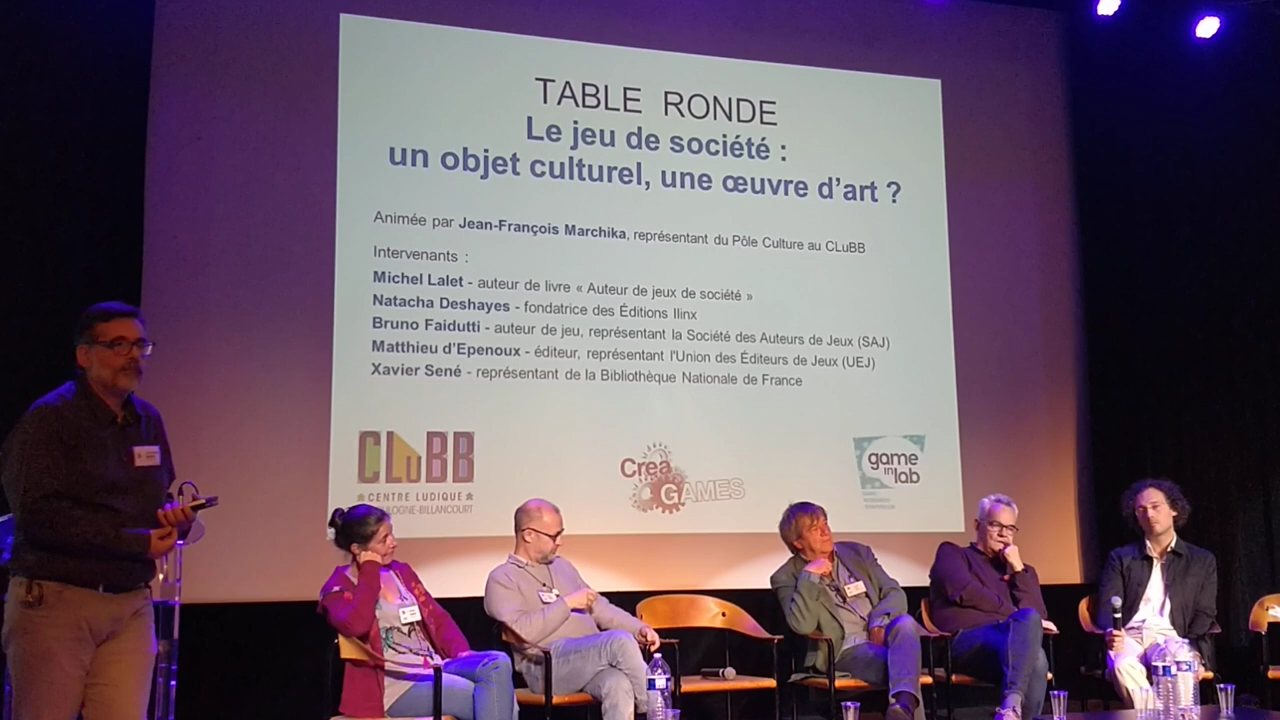 TABLE RONDE
Le jeu de société :
un objet culturel, une œuvre d’art ?
Animée par Jean-François Marchika, représentant du Pôle Culture au CLuBB
Intervenants :
Michel Lalet - auteur de livre « Auteur de jeux de société »
Natacha Deshayes - fondatrice des Éditions Ilinx
Bruno Faidutti - auteur de jeu, représentant la Société des Auteurs de Jeux (SAJ)
Matthieu d’Epenoux - éditeur, représentant l'Union des Éditeurs de Jeux (UEJ)
Xavier Sené - représentant de la Bibliothèque Nationale de France
CLuBB
CENTRE LUDIQUE
LOGNE-BILLANCOURT
Crea
GAMES
game
in lab